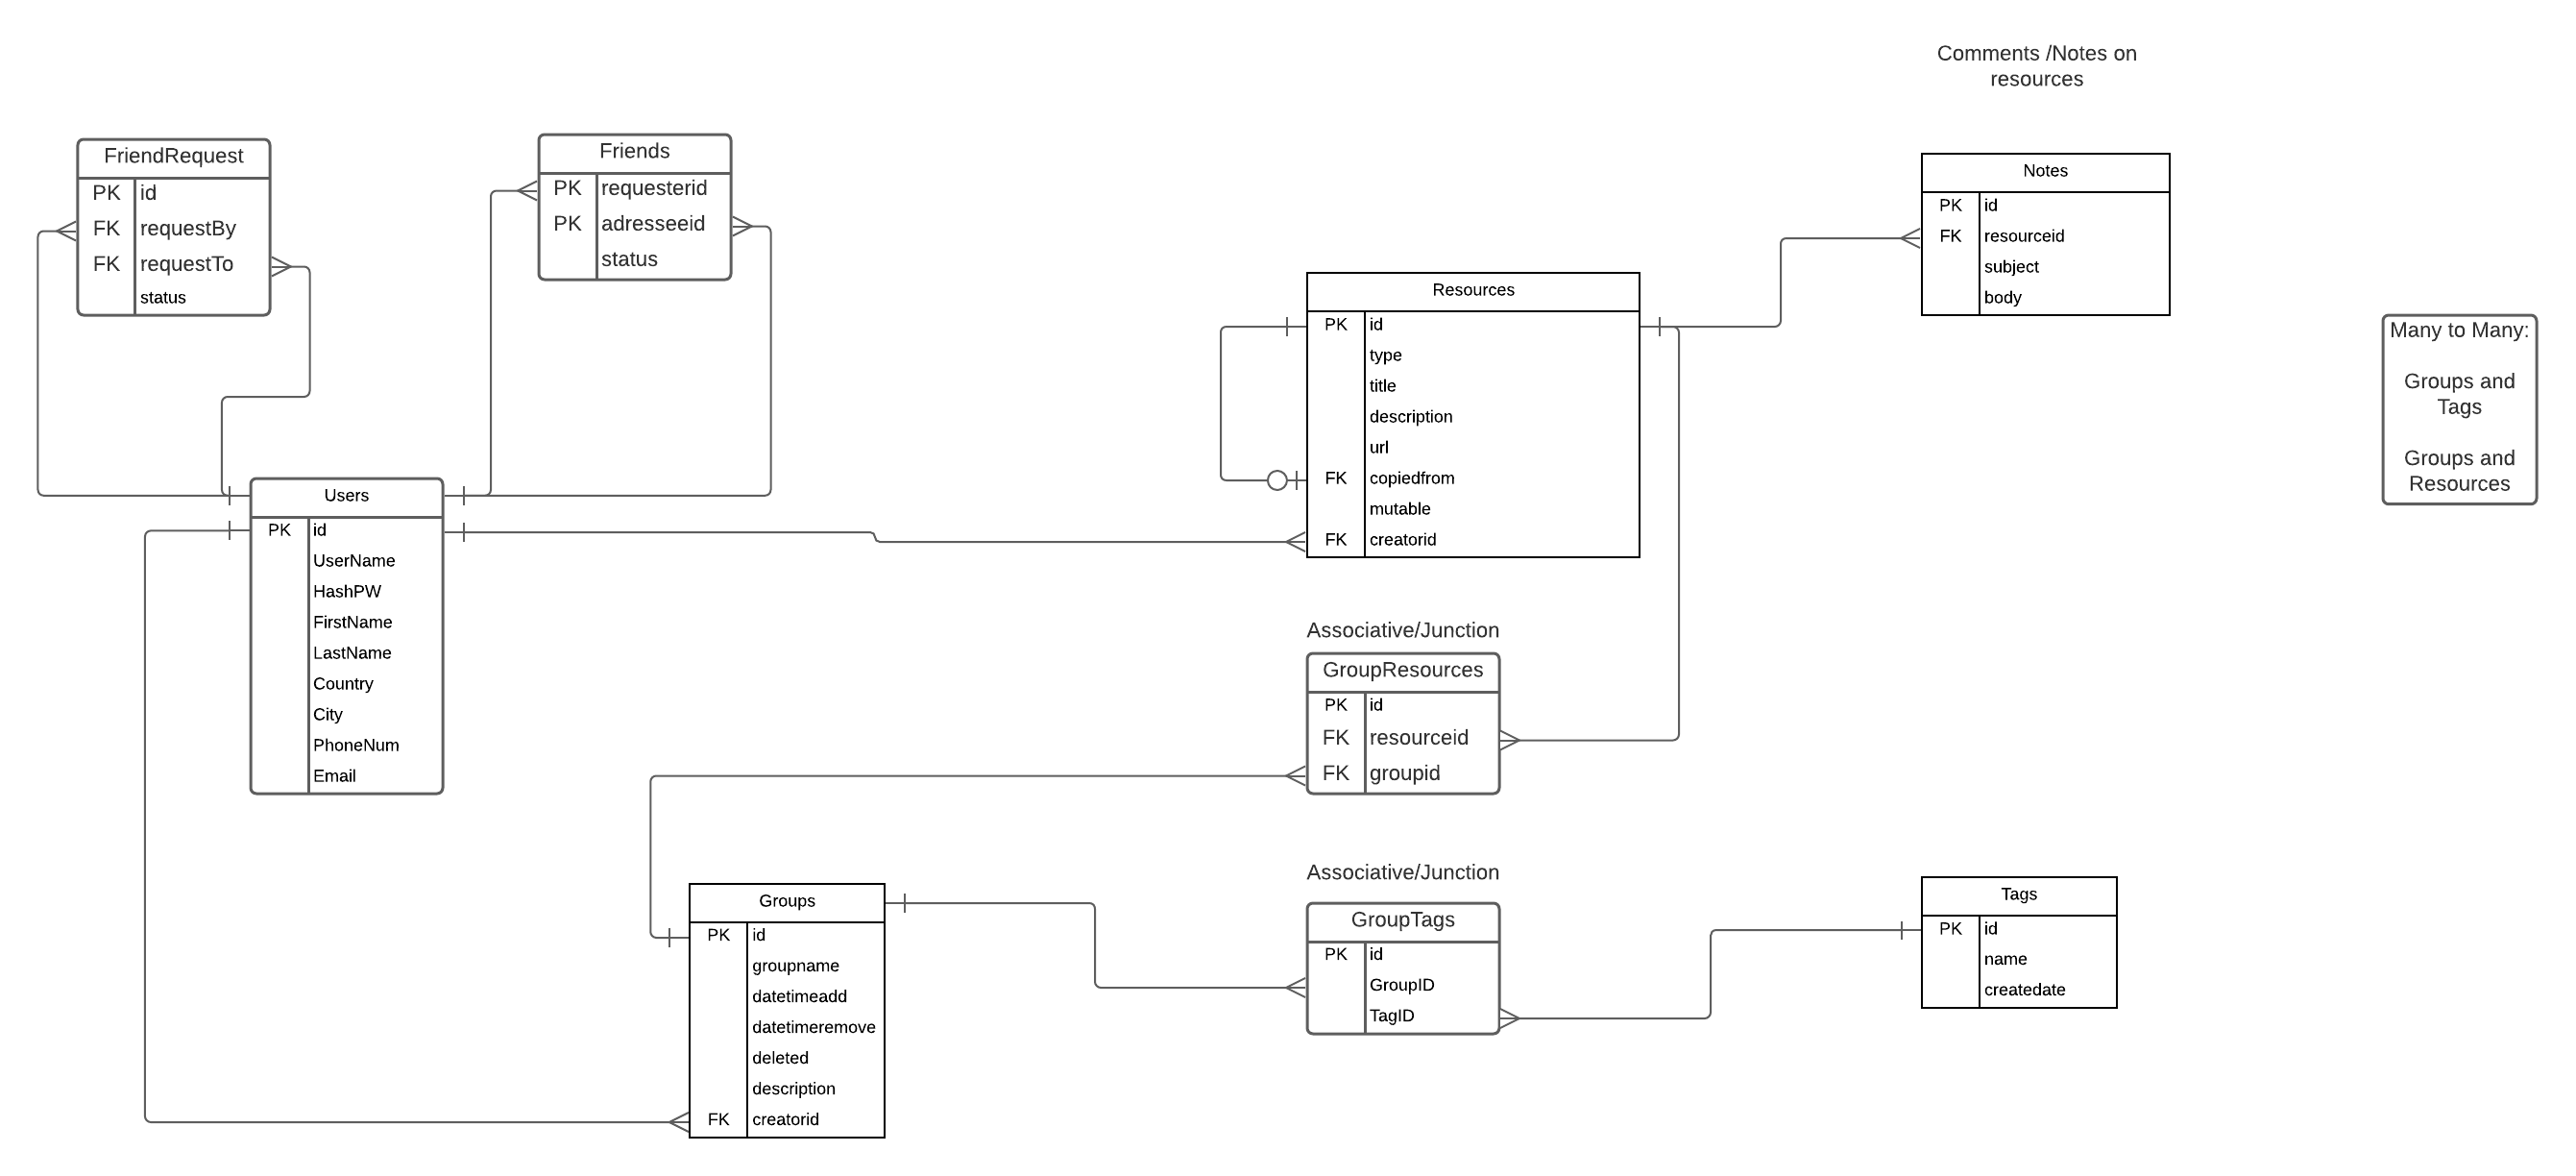 Comments /Notes on
resources
FriendRequest
PK id
FK requestBy
FK requestTo
status
Friends
PK requesterid
PK adresseeid
status
Notes
PK id
FK resourceid
subject
body
Resources
PK id
type
title
description
url
FK copiedfrom
mutable
FK creatorid
Many to Many:
Groups and
Tags
Groups and
Resources
Users
PK id
UserName
HashPW
FirstName
LastName
Country
City
PhoneNum
Email
Associative/Junction
GroupResources
PK id
FK resourceid
FK groupid
Groups
PK id
groupname
datetimeadd
datetimeremove
deleted
description
FK creatorid
Associative/Junction
GroupTags
PK id
GroupID
TagID
Tags
PK id
name
createdate